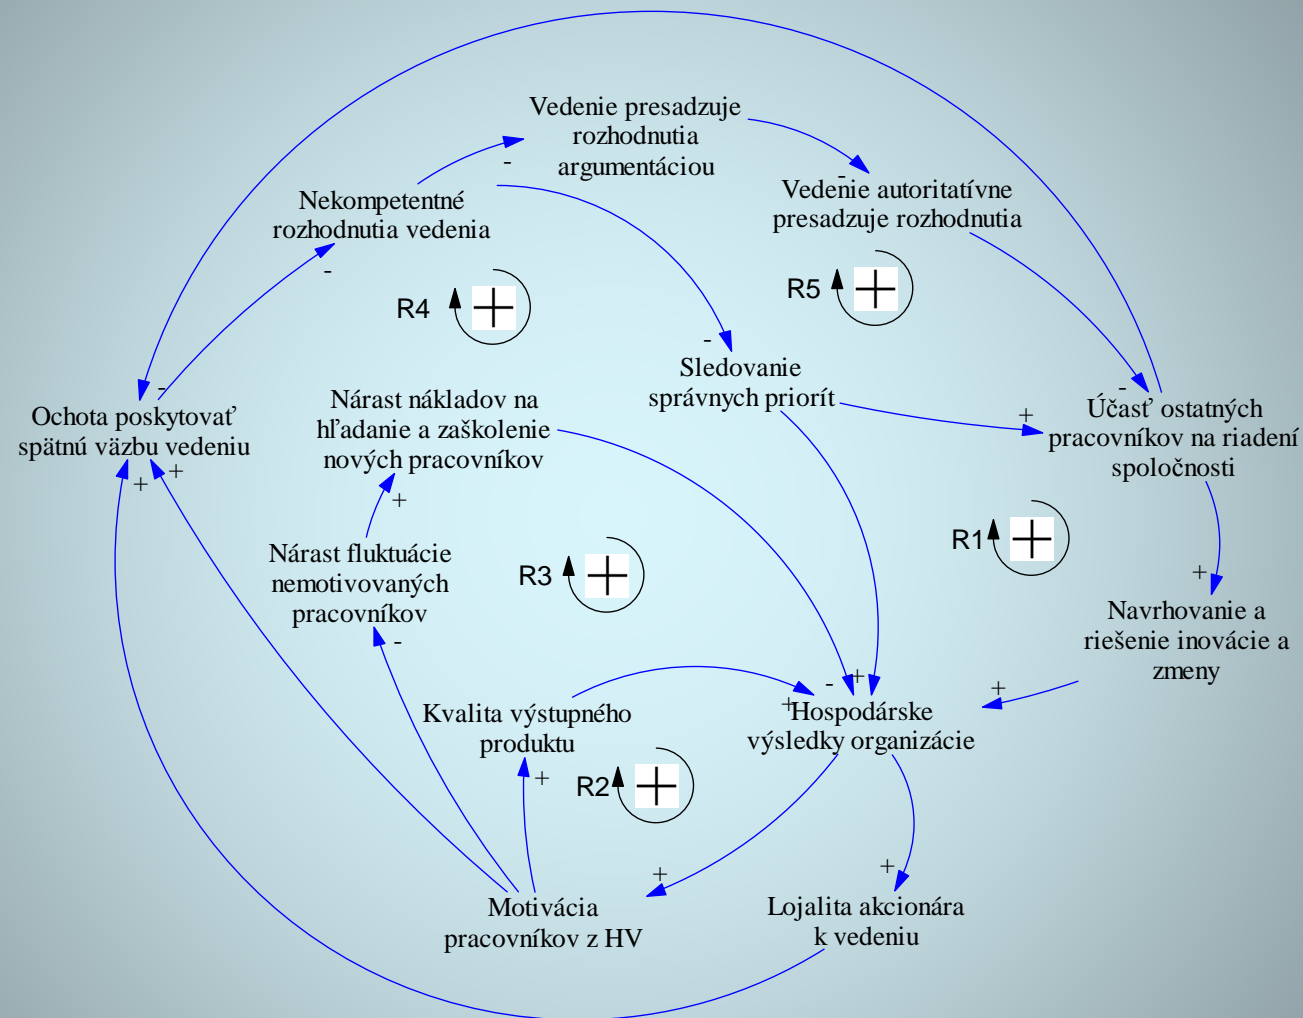 Vedenie presadzuje
rozhodnutia
argumentáciou
-
Vedenie autoritatívne
presadzuje rozhodnutia
-
Nekompetentné
rozhodnutia vedenia
-
R4
R5
-
Sledovanie
správnych priorít
-
Ochota poskytovať
spätnú väzbu vedeniu
+
+
Nárast nákladov na
hľadanie a zaškolenie
nových pracovníkov
+
+
-
Účasť ostatných
pracovníkov na riadení
spoločnosti
R1
Nárast fluktuácie
nemotivovaných
pracovníkov
-
R3
+
Navrhovanie a
riešenie inovácie a
zmeny
+
Kvalita výstupného
produktu
+
R2
-
+
+
Hospodárske
výsledky organizácie
+
+
Motivácia
pracovníkov z HV
Lojalita akcionára
k vedeniu